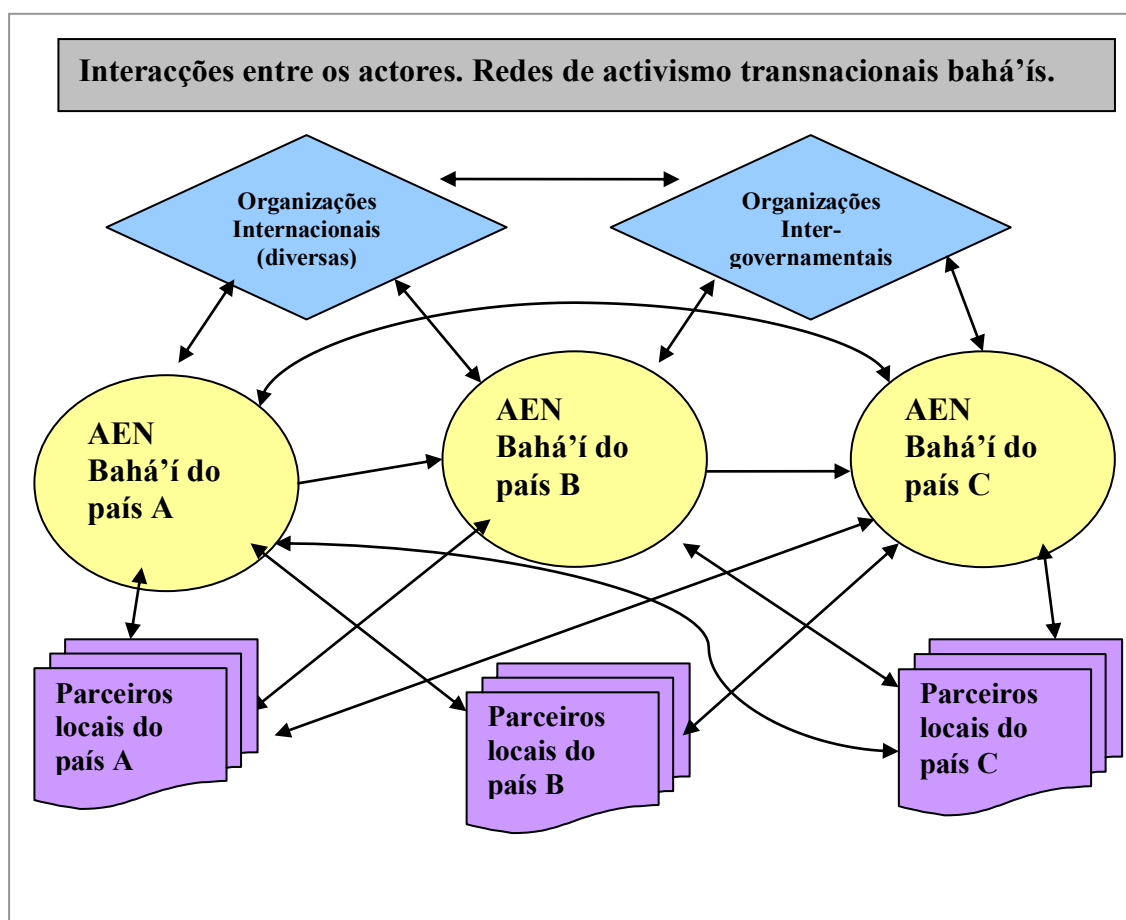 Interacções entre os actores. Redes de activismo transnacionais bahá’ís.
Organizações
Internacionais
(diversas)
Organizações
Inter-
governamentais
AEN
Bahá’í do
país A
AEN
Bahá’í do
país B
AEN
Bahá’í do
país C
Parceiros
locais do
país A
Parceiros
locais do
país B
Parceiros
locais do
país C